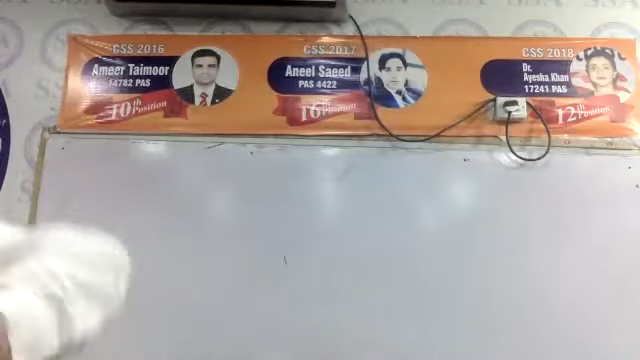 CSS 2016
Ameer Taimoor
14782 PAS
10th Position
CSS 2017
Aneel Saeed
PAS 4422
16th Position
CSS 2018
Dr.
Ayesha Khan
17241 PAS
12th Position